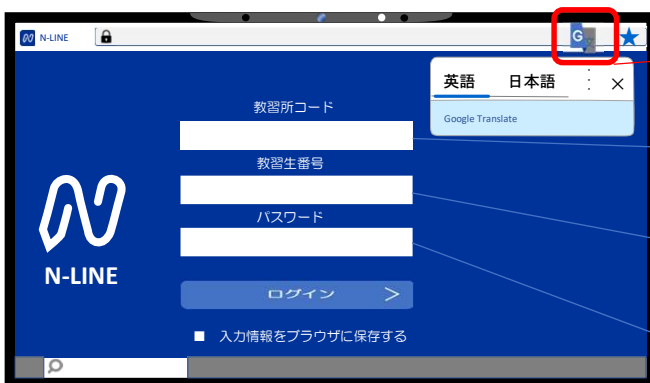 N-LINE
G
英語 日本語
Google Translate
教習所コード
教習生番号
パスワード
N-LINE
ログイン >
入力情報をブラウザに保存する